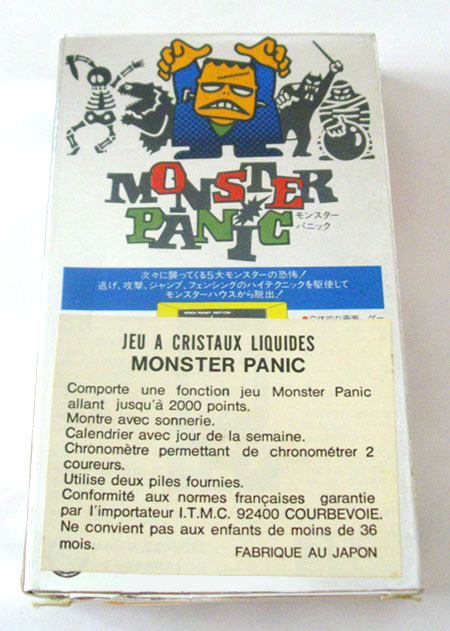 MONSTER
PANIC
モンスター
パニック
次々に襲ってくる5大モンスターの恐怖!
逃げ、攻撃、ジャンプ、フェンシングのハイテクニックを駆使して
モンスターハウスから脱出!
JEU A CRISTAUX LIQUIDES
MONSTER PANIC
Comporte une fonction jeu Monster Panic
allant jusqu'à 2000 points.
Montre avec sonnerie.
Calendrier avec jour de la semaine.
Chronomètre permettant de chronométrer 2
coureurs.
Utilise deux piles fournies.
Conformité aux normes françaises garantie
par l'importateur I.T.M.C. 92400 COURBEVOIE.
Ne convient pas aux enfants de moins de 36
mois.
FABRIQUE AU JAPON